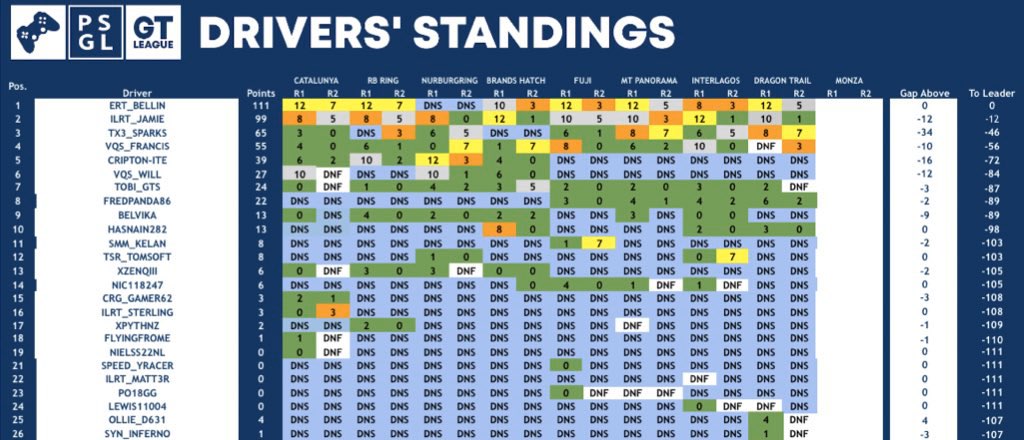 PS GL
GT LEAGUE
DRIVERS' STANDINGS
CATALUNYA RB RING NURBURGRING BRANDS HATCH FUJI MT PANORAMA INTERLAGOS DRAGON TRAIL MONZA
Pos. Driver Points R1 R2 R1 R2 R1 R2 R1 R2 R1 R2 R1 R2 R1 R2 R1 R2 R1 R2 Gap Above To Leader
1 ERT_BELLIN 111 12 7 12 7 DNS DNS 10 3 12 3 12 5 8 3 12 5 0 0
2 ILRT_JAMIE 99 8 5 8 5 8 0 12 1 10 5 10 3 12 1 10 1 -12 -12
3 TX3_SPARKS 65 3 0 DNS 3 6 5 DNS DNS 6 1 8 7 6 5 8 7 -34 -46
4 VQS_FRANCIS 55 4 0 6 1 0 7 1 7 8 0 6 2 10 0 DNF 3 -10 -56
5 CRIPTON-ITE 39 6 2 10 2 12 3 4 0 DNS DNS DNS DNS DNS DNS DNS DNS -16 -72
6 VQS_WILL 27 10 DNF DNS DNS 10 1 6 0 DNS DNS DNS DNS DNS DNS DNS DNS -12 -84
7 TOBI_GTS 24 0 DNF 1 0 4 2 3 5 2 0 2 0 3 0 2 DNF -3 -87
8 FREDPANDA86 22 DNS DNS DNS DNS DNS DNS DNS DNS 3 0 4 1 4 2 6 2 -2 -89
9 BELVIKA 13 0 DNS 4 0 2 0 2 2 DNS DNS 3 DNS 0 0 DNS DNS -9 -89
10 HASNAIN282 13 DNS DNS DNS DNS DNS DNS 8 0 DNS DNS DNS DNS 2 0 3 0 0 -98
11 SMM_KELAN 8 DNS DNS DNS DNS DNS DNS DNS DNS 1 7 DNS DNS DNS DNS DNS DNS -2 -103
12 TSR_TOMSOFT 8 DNS DNS DNS DNS 1 0 DNS DNS DNS DNS DNS DNS 0 7 DNS DNS 0 -103
13 XZENQIII 6 0 DNF 3 0 3 DNF 0 0 DNS DNS DNS DNS DNS DNS DNS DNS -2 -105
14 NIC118247 6 DNS DNS DNS DNS DNS DNS DNS 0 4 0 1 DNF 1 DNF DNS DNS 0 -105
15 CRG_GAMER62 3 2 1 DNS DNS DNS DNS DNS DNS DNS DNS DNS DNS DNS DNS DNS DNS -3 -108
16 ILRT_STERLING 3 0 3 DNS DNS DNS DNS DNS DNS DNS DNS DNS DNS DNS DNS DNS DNS 0 -108
17 XPYTHNZ 2 DNS DNS 2 0 DNS DNS DNS DNS DNS DNS DNF DNS DNS DNS DNS DNS -1 -109
18 FLYINGFROME 1 1 DNF DNS DNS DNS DNS DNS DNS DNS DNS DNS DNS DNS DNS DNS DNS -1 -110
19 NIELSS22NL 0 0 DNF DNS DNS DNS DNS DNS DNS DNS DNS DNS DNS DNS DNS DNS DNS 0 -111
21 SPEED_YRACER 0 DNS DNS DNS DNS DNS DNS DNS DNS 0 DNS DNS DNS DNS DNS DNS DNS 0 -111
22 ILRT_MATT3R 0 DNS DNS DNS DNS DNS DNS DNS DNS DNS DNS DNS DNS DNF DNS DNS DNS 0 -111
23 PO18GG 0 DNS DNS DNS DNS DNS DNS DNS DNS 0 DNF DNF DNF DNS DNS DNS DNS 0 -111
24 LEWIS11004 0 DNS DNS DNS DNS DNS DNS DNS DNS DNS DNS DNS DNS 0 DNF DNF DNS 0 -111
25 OLLIE_D631 4 DNS DNS DNS DNS DNS DNS DNS DNS DNS DNS DNS DNS DNS DNS 4 DNF 4 -107
26 SYN_INFERNO 1 DNS DNS DNS DNS DNS DNS DNS DNS DNS DNS DNS DNS DNS DNS 1 DNF -3 -107